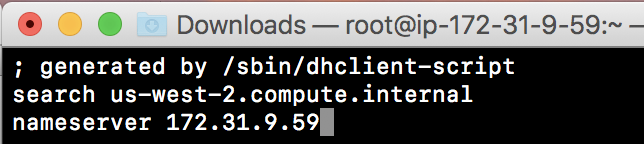 Downloads — root@ip-172-31-9-59:~ —
; generated by /sbin/dhclient-script
search us-west-2.compute.internal
nameserver 172.31.9.59